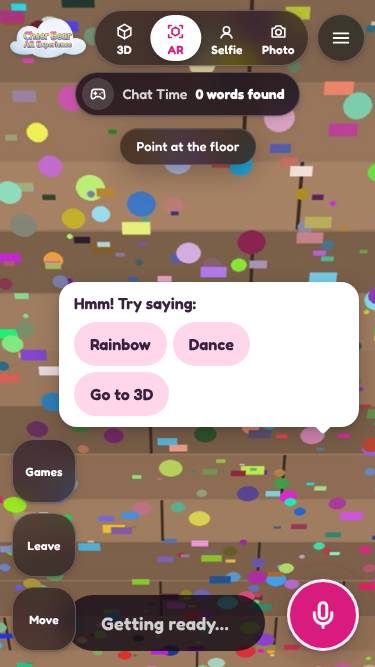 Cheer Bear
AR Experience
3D
AR
Selfie
Photo
Chat Time 0 words found
Point at the floor
Hmm! Try saying:
Rainbow
Dance
Go to 3D
Games
Leave
Move
Getting ready...